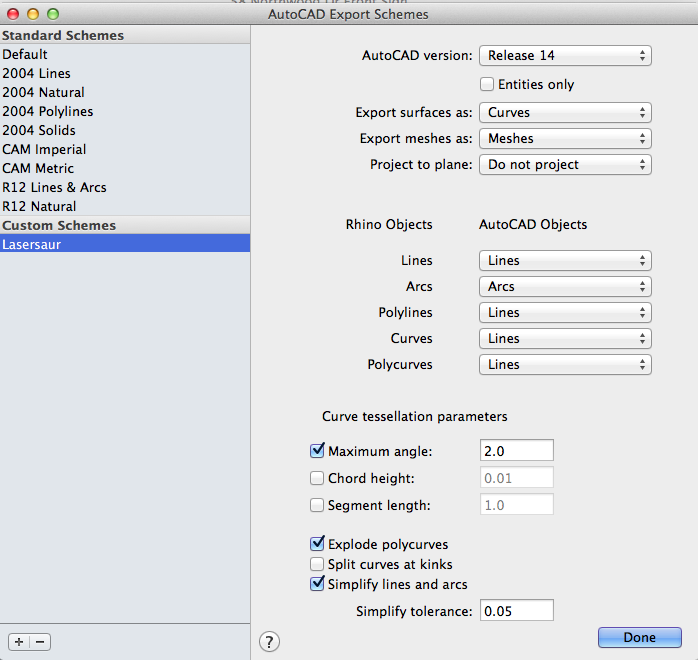 AutoCAD Export Schemes
Standard Schemes
Default
2004 Lines
2004 Natural
2004 Polylines
2004 Solids
CAM Imperial
CAM Metric
R12 Lines & Arcs
R12 Natural
Custom Schemes
Lasersaur
+ −
AutoCAD version: Release 14
Entities only
Export surfaces as: Curves
Export meshes as: Meshes
Project to plane: Do not project
Rhino Objects AutoCAD Objects
Lines Lines
Arcs Arcs
Polylines Lines
Curves Lines
Polycurves Lines
Curve tessellation parameters
Maximum angle: 2.0
Chord height: 0.01
Segment length: 1.0
Explode polycurves
Split curves at kinks
Simplify lines and arcs
Simplify tolerance: 0.05
? Done